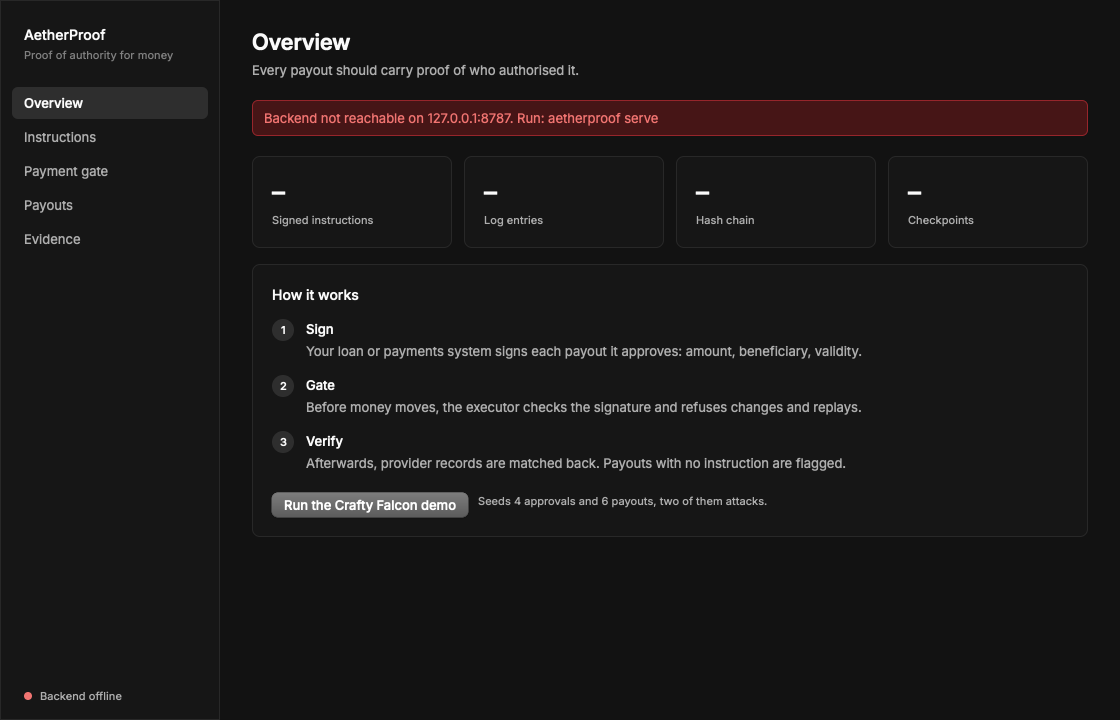 AetherProof
Proof of authority for money
Overview
Instructions
Payment gate
Payouts
Evidence
Backend offline
Overview
Every payout should carry proof of who authorised it.
Backend not reachable on 127.0.0.1:8787. Run: aetherproof serve
– – – –
Signed instructions Log entries Hash chain Checkpoints
How it works
1 Sign
Your loan or payments system signs each payout it approves: amount, beneficiary, validity.
2 Gate
Before money moves, the executor checks the signature and refuses changes and replays.
3 Verify
Afterwards, provider records are matched back. Payouts with no instruction are flagged.
Run the Crafty Falcon demo Seeds 4 approvals and 6 payouts, two of them attacks.